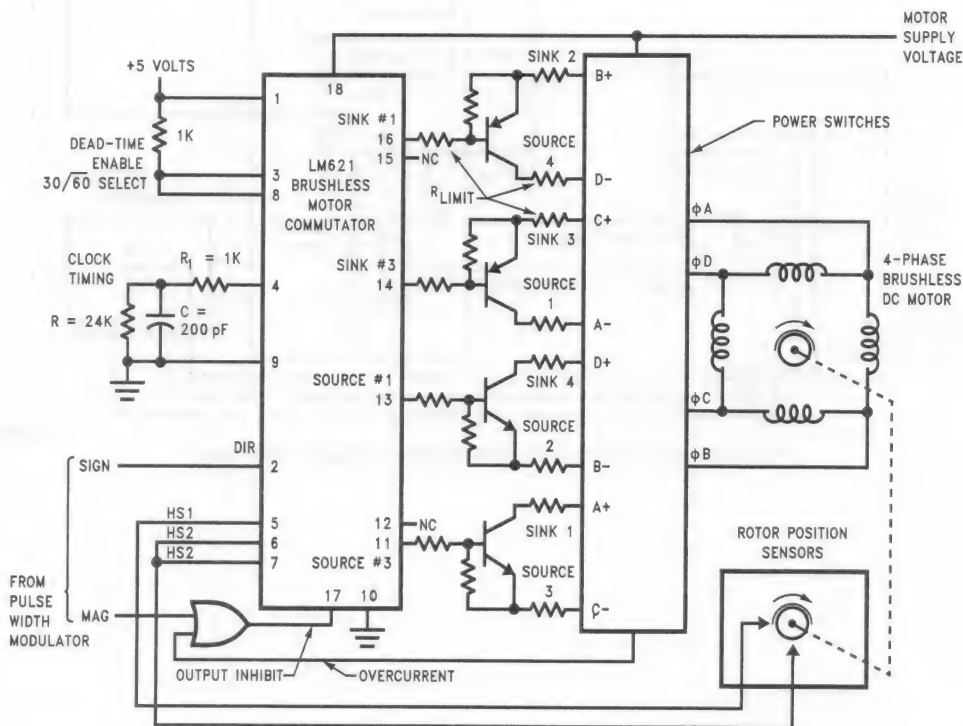 MOTOR
SUPPLY
VOLTAGE
+5 VOLTS
1K
DEAD-TIME
ENABLE
30/60 SELECT
1
3
8
18
LM621
BRUSHLESS
MOTOR
COMMUTATOR
SINK #1
16
15
NC
SINK 2
B+
SOURCE
4
D-
RLIMIT
C+
SINK 3
SOURCE
1
A-
POWER SWITCHES
CLOCK
TIMING
R1 = 1K
R = 24K
C =
200 pF
4
9
SINK #3
14
SOURCE #1
13
D+
SINK 4
SOURCE
2
B-
φA
φD
φC
φB
4-PHASE
BRUSHLESS
DC MOTOR
DIR
SIGN
2
HS1
HS2
HS2
5
6
7
12
NC
11
SOURCE #3
A+
SINK 1
SOURCE
3
C-
ROTOR POSITION
SENSORS
FROM
PULSE
WIDTH
MODULATOR
MAG
17
10
OUTPUT INHIBIT
OVERCURRENT